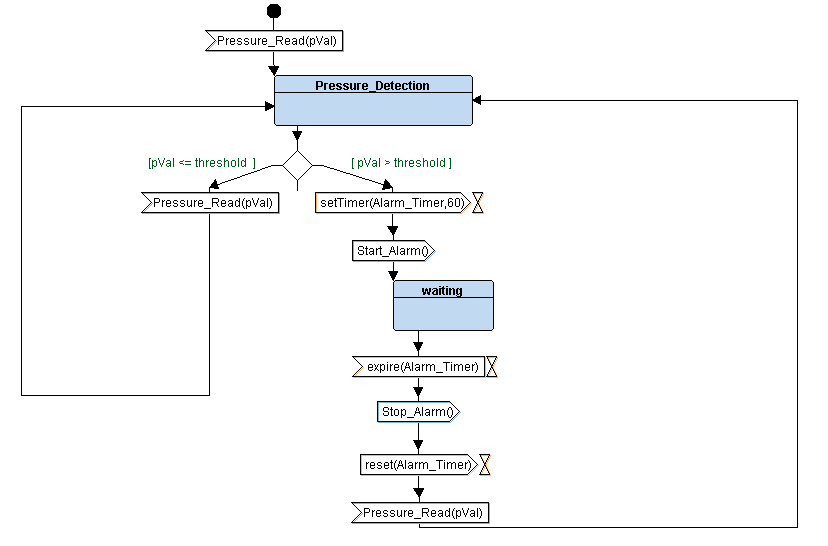 Pressure_Read(pVal)
Pressure_Detection
[pVal <= threshold  ]
[ pVal > threshold ]
Pressure_Read(pVal)
setTimer(Alarm_Timer,60)
Start_Alarm()
waiting
expire(Alarm_Timer)
Stop_Alarm()
reset(Alarm_Timer)
Pressure_Read(pVal)